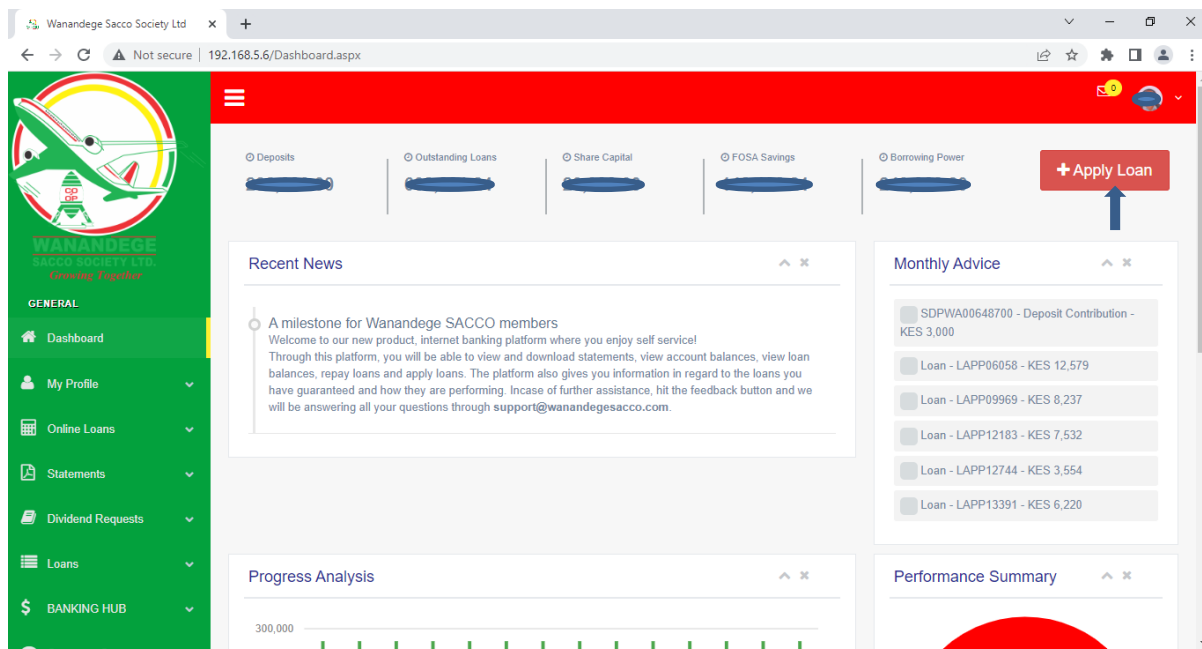 Wanandege Sacco Society Ltd
Not secure | 192.168.5.6/Dashboard.aspx
0
CO
OP
WANANDEGE
SACCO SOCIETY LTD.
Growing Together
GENERAL
Dashboard
My Profile
Online Loans
Statements
Dividend Requests
Loans
$ BANKING HUB
Deposits
Outstanding Loans
Share Capital
FOSA Savings
Borrowing Power
+ Apply Loan
Recent News
A milestone for Wanandege SACCO members
Welcome to our new product, internet banking platform where you enjoy self service!
Through this platform, you will be able to view and download statements, view account balances, view loan
balances, repay loans and apply loans. The platform also gives you information in regard to the loans you
have guaranteed and how they are performing. Incase of further assistance, hit the feedback button and we
will be answering all your questions through support@wanandegesacco.com.
Monthly Advice
SDPWA00648700 - Deposit Contribution -
KES 3,000
Loan - LAPP06058 - KES 12,579
Loan - LAPP09969 - KES 8,237
Loan - LAPP12183 - KES 7,532
Loan - LAPP12744 - KES 3,554
Loan - LAPP13391 - KES 6,220
Progress Analysis
300,000
Performance Summary